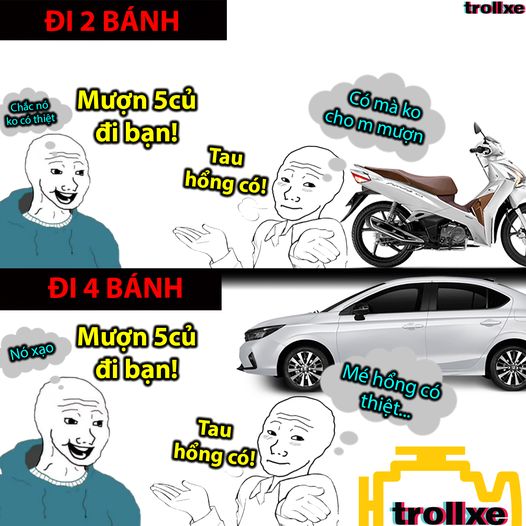 ĐI 2 BÁNH
trollxe
Chắc nó
ko có thiệt
Mượn 5củ
đi bạn!
Tau
hổng có!
Có mà ko
cho m mượn
ĐI 4 BÁNH
Nó xạo
Mượn 5củ
đi bạn!
Tau
hổng có!
Mé hổng có
thiệt...
trollxe